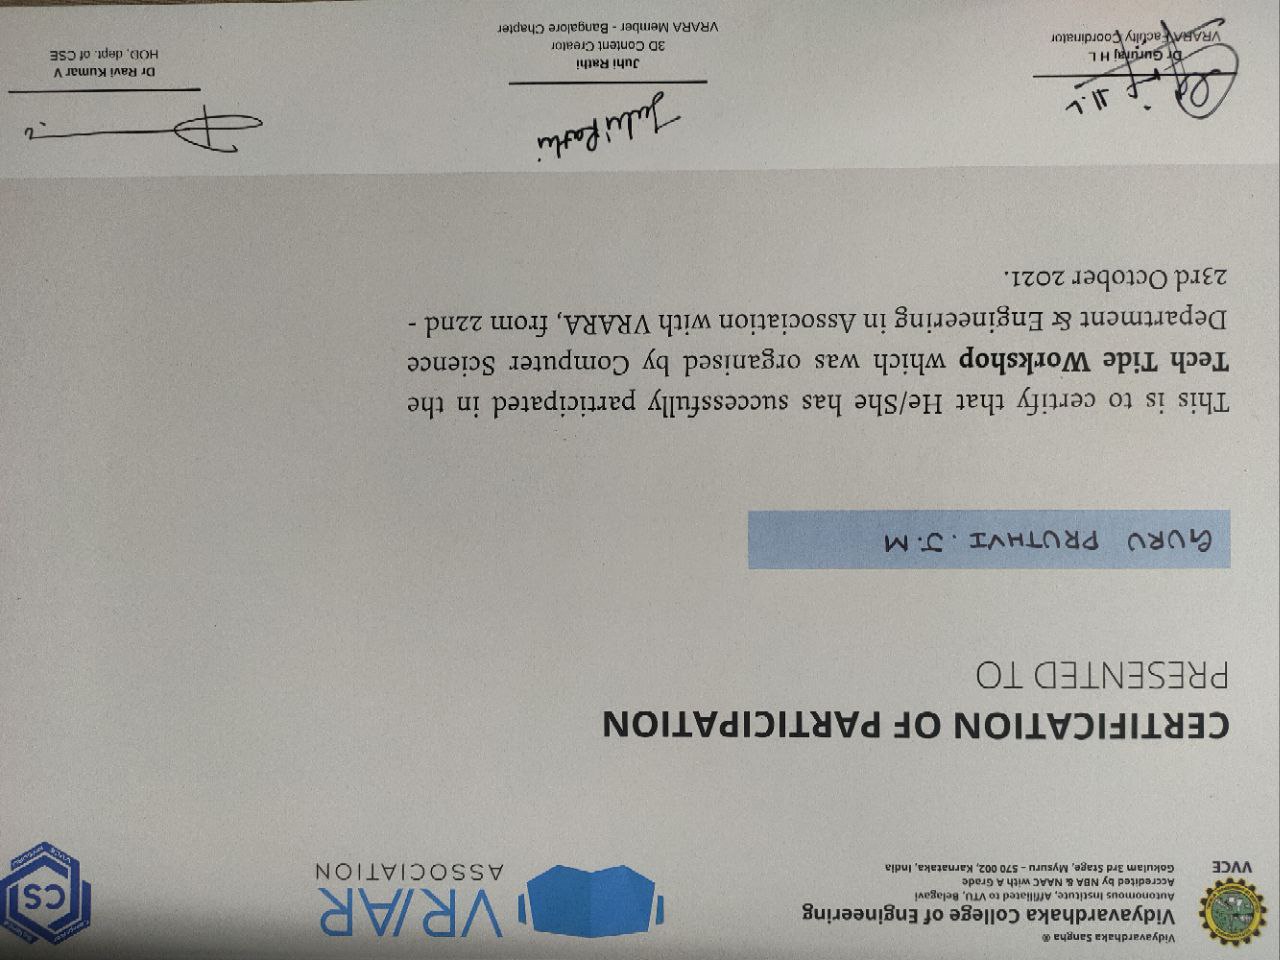 Vidyavardhaka Sangha ®
Vidyavardhaka College of Engineering
Autonomous Institute, Affiliated to VTU, Belagavi
Accredited by NBA & NAAC with A Grade
Gokulam 3rd Stage, Mysuru – 570 002, Karnataka, India
VVCE
VR/AR
ASSOCIATION
Computer Science
CS
VVCE Mysuru
CERTIFICATION OF PARTICIPATION
PRESENTED TO
GURU PRUTHVI . J. M
This is to certify that He/She has successfully participated in the
Tech Tide Workshop which was organised by Computer Science
Department & Engineering in Association with VRARA, from 22nd -
23rd October 2021.
H.L
Dr Gururaj H L
VRARA Faculty Coordinator
Juhi Rathi
Juhi Rathi
3D Content Creator
VRARA Member - Bangalore Chapter
Dr Ravi Kumar V
HOD, dept. of CSE